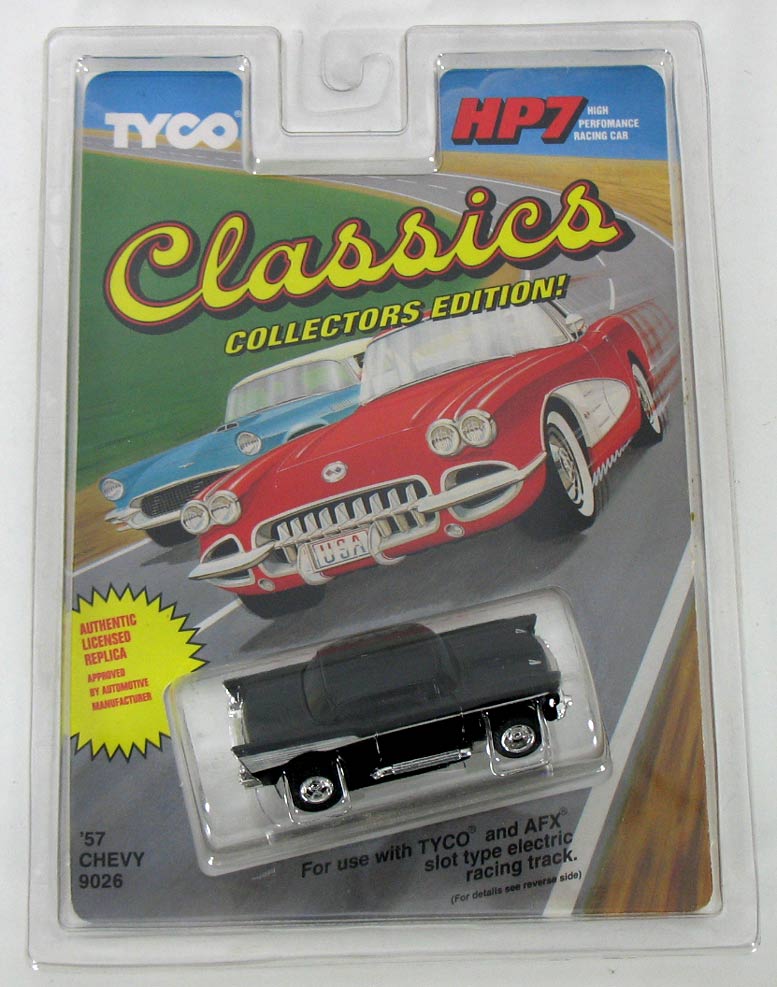 TYCO®
HP7
HIGH
PERFOMANCE
RACING CAR
Classics
COLLECTORS EDITION!
USA
AUTHENTIC
LICENSED
REPLICA
APPROVED
BY AUTOMOTIVE
MANUFACTURER
'57
CHEVY
9026
For use with TYCO® and AFX®
slot type electric
racing track.
(For details see reverse side)